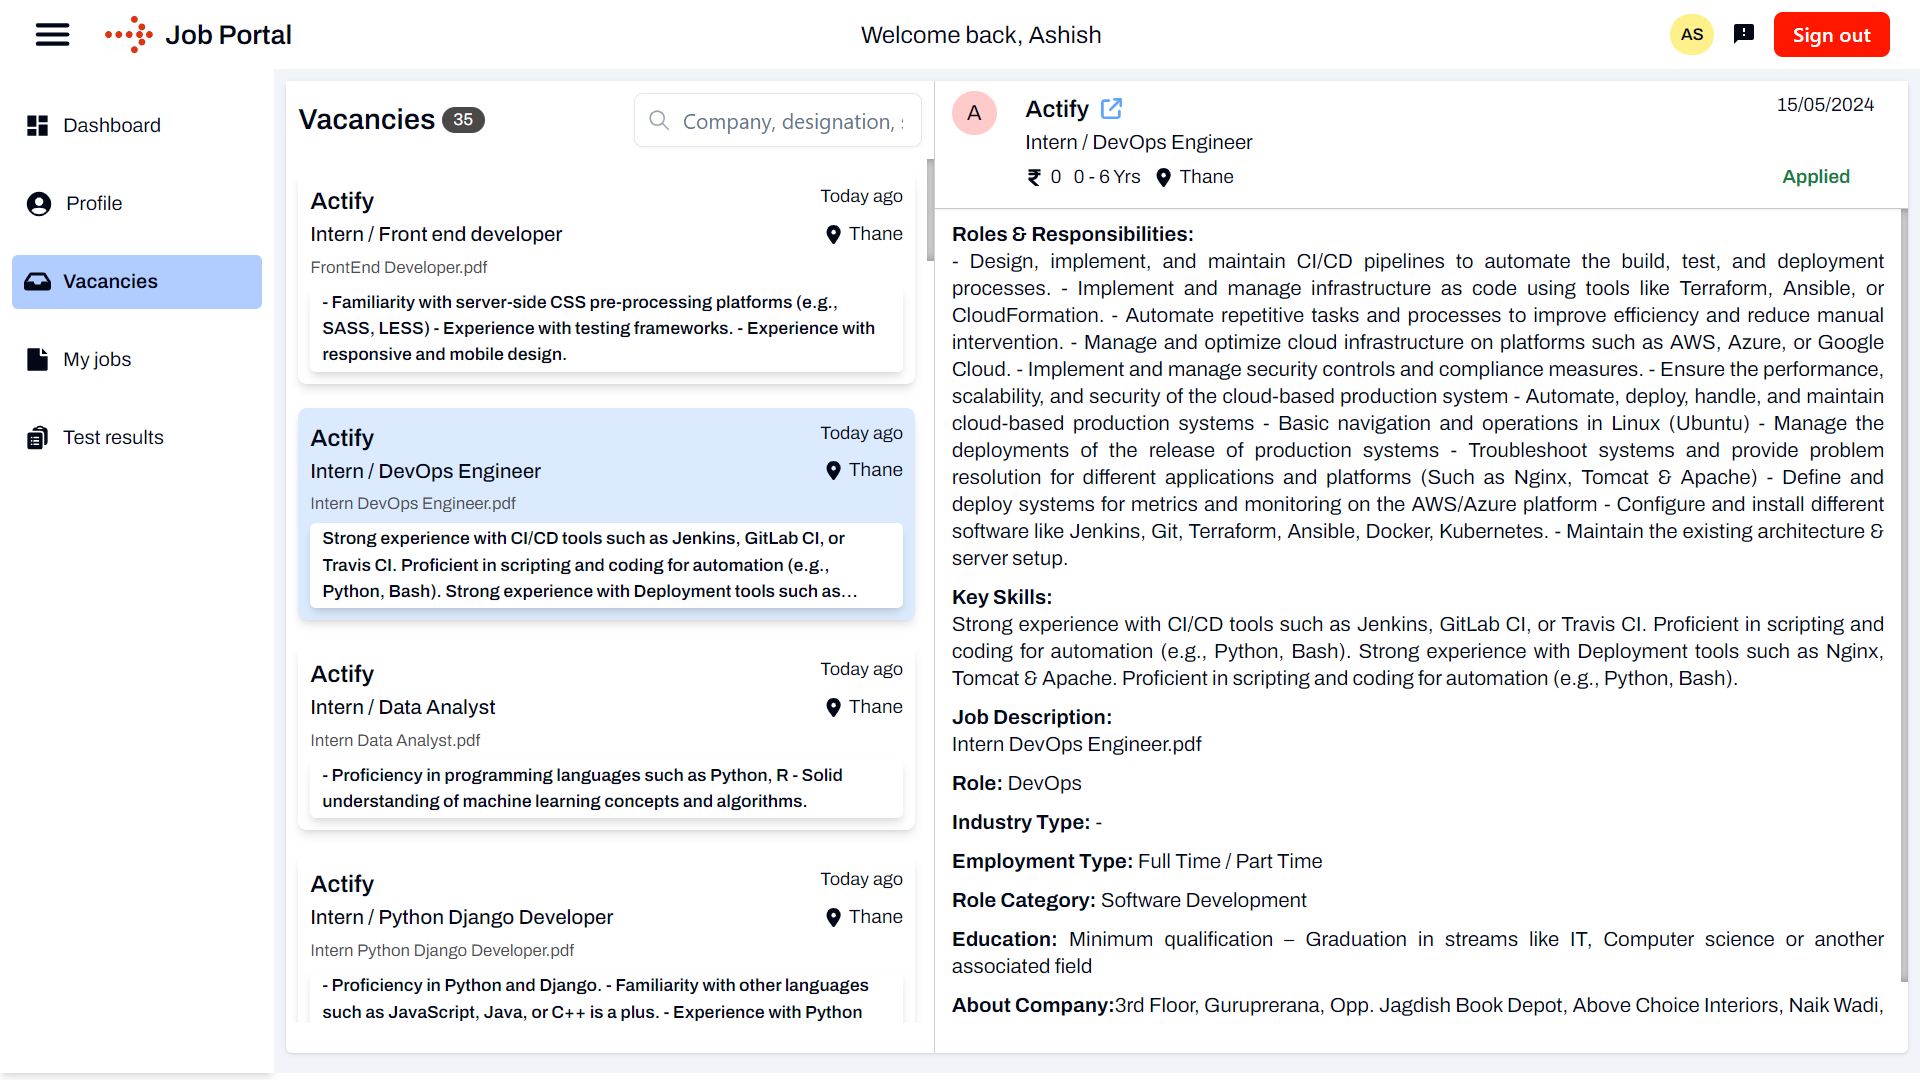 Job Portal
Welcome back, Ashish
AS
Sign out
Dashboard
Profile
Vacancies
My jobs
Test results
Vacancies 35
Company, designation, s
Actify
Today ago
Intern / Front end developer
Thane
FrontEnd Developer.pdf
- Familiarity with server-side CSS pre-processing platforms (e.g.,
SASS, LESS) - Experience with testing frameworks. - Experience with
responsive and mobile design.
Actify
Today ago
Intern / DevOps Engineer
Thane
Intern DevOps Engineer.pdf
Strong experience with CI/CD tools such as Jenkins, GitLab CI, or
Travis CI. Proficient in scripting and coding for automation (e.g.,
Python, Bash). Strong experience with Deployment tools such as...
Actify
Today ago
Intern / Data Analyst
Thane
Intern Data Analyst.pdf
- Proficiency in programming languages such as Python, R - Solid
understanding of machine learning concepts and algorithms.
Actify
Today ago
Intern / Python Django Developer
Thane
Intern Python Django Developer.pdf
- Proficiency in Python and Django. - Familiarity with other languages
such as JavaScript, Java, or C++ is a plus. - Experience with Python
A
Actify
15/05/2024
Intern / DevOps Engineer
₹ 0 0 - 6 Yrs Thane
Applied
Roles & Responsibilities:
- Design, implement, and maintain CI/CD pipelines to automate the build, test, and deployment
processes. - Implement and manage infrastructure as code using tools like Terraform, Ansible, or
CloudFormation. - Automate repetitive tasks and processes to improve efficiency and reduce manual
intervention. - Manage and optimize cloud infrastructure on platforms such as AWS, Azure, or Google
Cloud. - Implement and manage security controls and compliance measures. - Ensure the performance,
scalability, and security of the cloud-based production system - Automate, deploy, handle, and maintain
cloud-based production systems - Basic navigation and operations in Linux (Ubuntu) - Manage the
deployments of the release of production systems - Troubleshoot systems and provide problem
resolution for different applications and platforms (Such as Nginx, Tomcat & Apache) - Define and
deploy systems for metrics and monitoring on the AWS/Azure platform - Configure and install different
software like Jenkins, Git, Terraform, Ansible, Docker, Kubernetes. - Maintain the existing architecture &
server setup.
Key Skills:
Strong experience with CI/CD tools such as Jenkins, GitLab CI, or Travis CI. Proficient in scripting and
coding for automation (e.g., Python, Bash). Strong experience with Deployment tools such as Nginx,
Tomcat & Apache. Proficient in scripting and coding for automation (e.g., Python, Bash).
Job Description:
Intern DevOps Engineer.pdf
Role: DevOps
Industry Type: -
Employment Type: Full Time / Part Time
Role Category: Software Development
Education: Minimum qualification – Graduation in streams like IT, Computer science or another
associated field
About Company:3rd Floor, Guruprerana, Opp. Jagdish Book Depot, Above Choice Interiors, Naik Wadi,